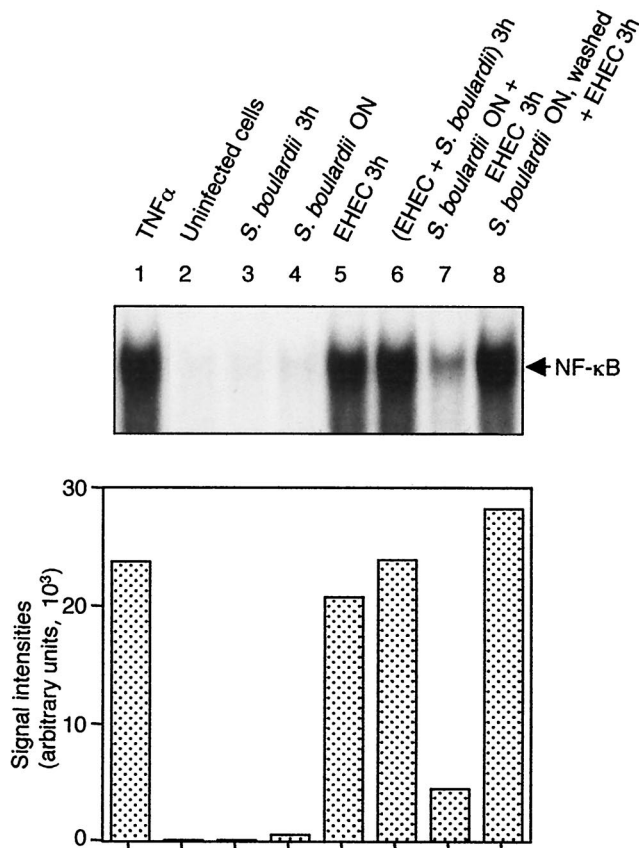 TNFα
Uninfected cells
S. boulardii 3h
S. boulardii ON
EHEC 3h
(EHEC + S. boulardii) 3h
S. boulardii ON +
EHEC 3h
S. boulardii ON, washed
+ EHEC 3h
1 2 3 4 5 6 7 8
NF-κB
30
20
10
0
Signal intensities
(arbitrary units, 10³)